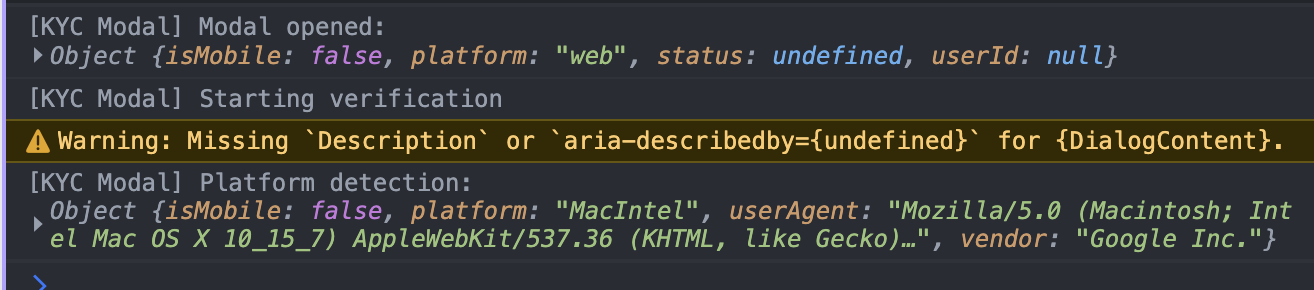 [KYC Modal] Modal opened:
Object {isMobile: false, platform: "web", status: undefined, userId: null}
[KYC Modal] Starting verification
Warning: Missing `Description` or `aria-describedby={undefined}` for {DialogContent}.
[KYC Modal] Platform detection:
Object {isMobile: false, platform: "MacIntel", userAgent: "Mozilla/5.0 (Macintosh; Int
el Mac OS X 10_15_7) AppleWebKit/537.36 (KHTML, like Gecko)…", vendor: "Google Inc."}